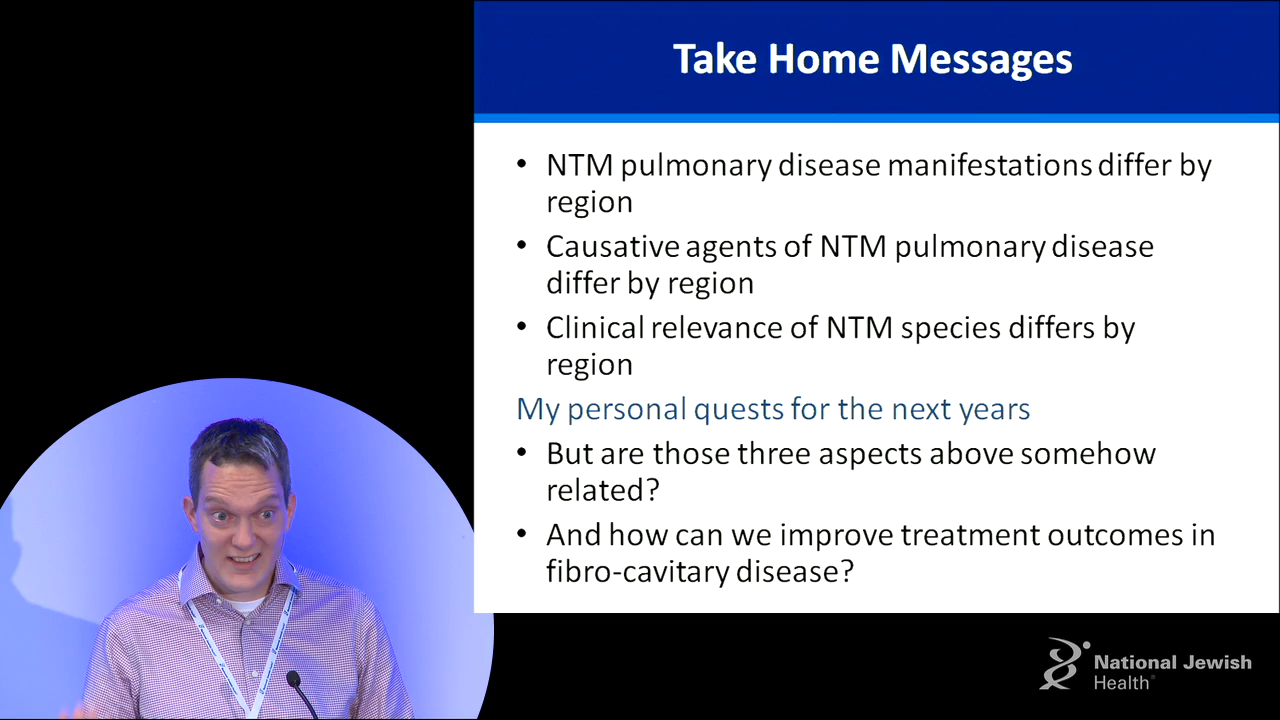 Take Home Messages
• NTM pulmonary disease manifestations differ by
region
• Causative agents of NTM pulmonary disease
differ by region
• Clinical relevance of NTM species differs by
region
My personal quests for the next years
• But are those three aspects above somehow
related?
• And how can we improve treatment outcomes in
fibro-cavitary disease?
National Jewish
Health®